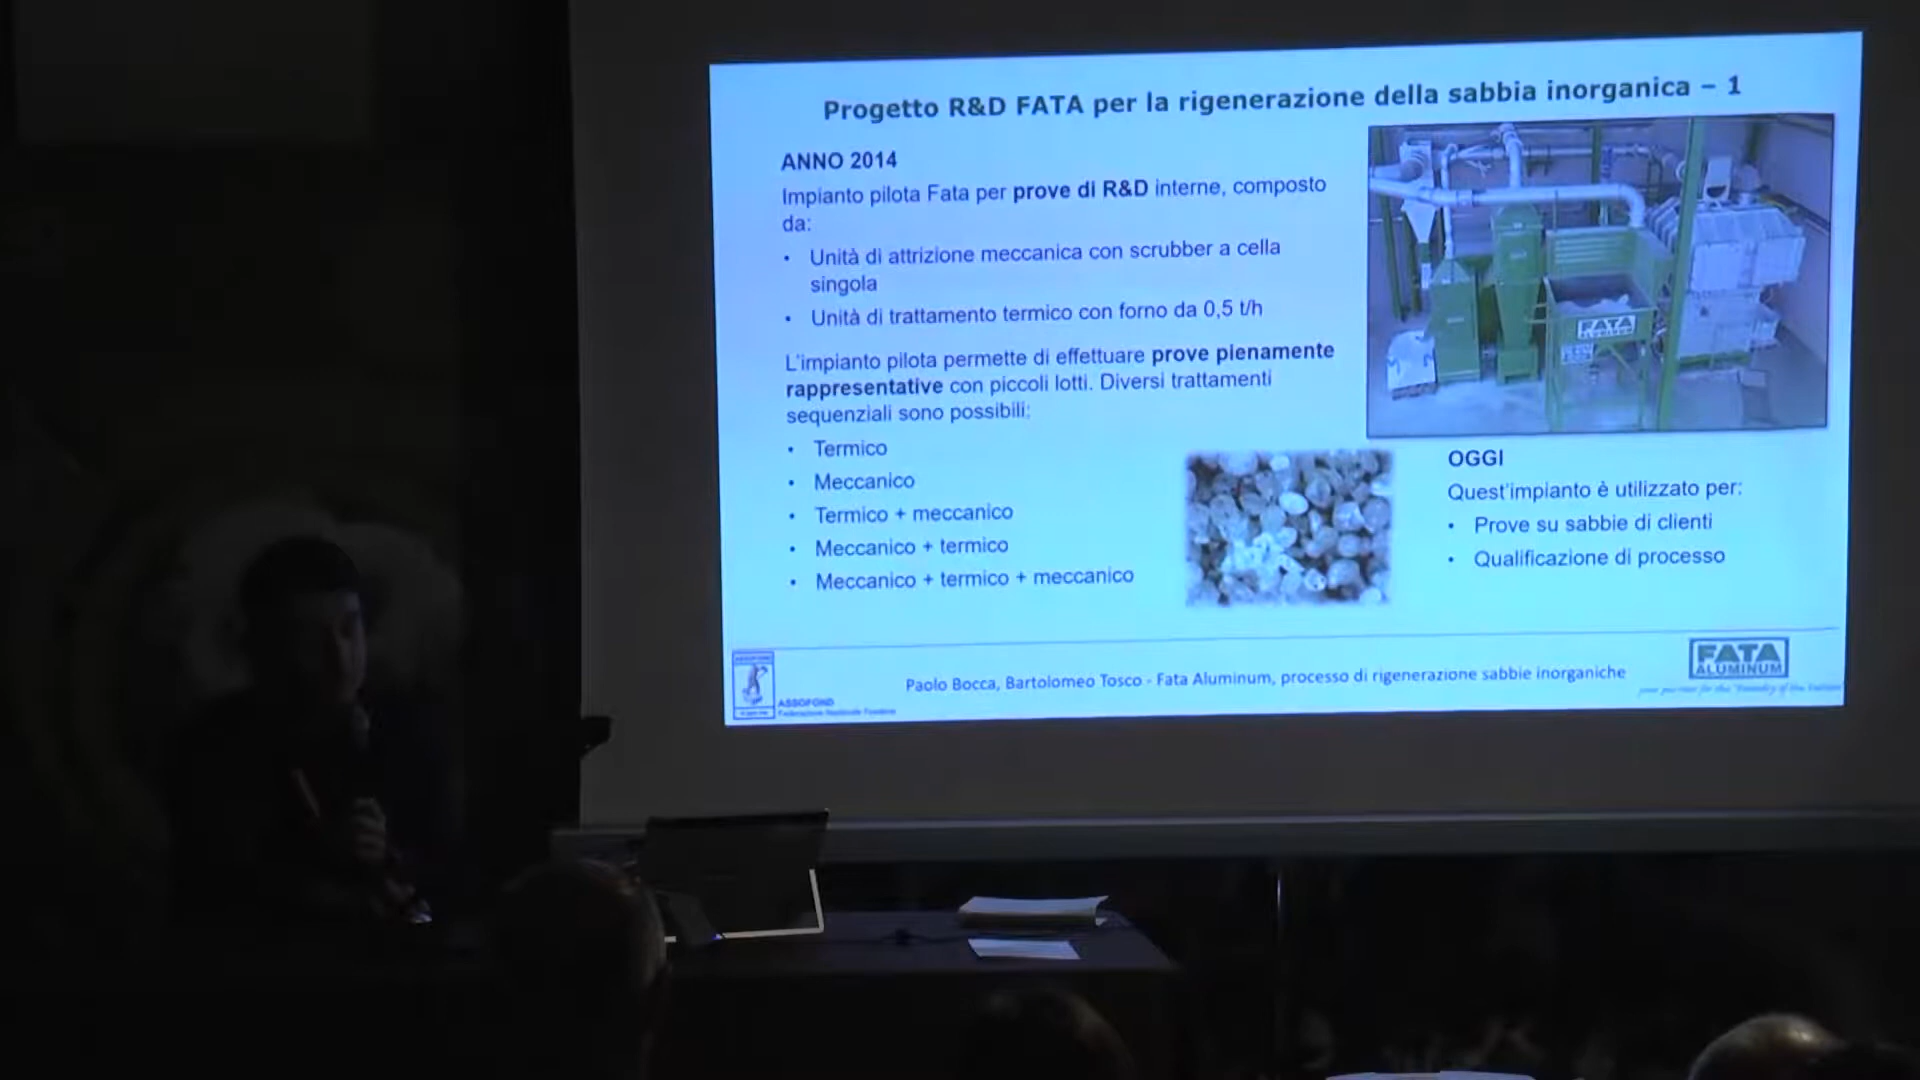 Progetto R&D FATA per la rigenerazione della sabbia inorganica – 1
ANNO 2014
Impianto pilota Fata per prove di R&D interne, composto
da:
• Unità di attrizione meccanica con scrubber a cella
singola
• Unità di trattamento termico con forno da 0,5 t/h
L'impianto pilota permette di effettuare prove pienamente
rappresentative con piccoli lotti. Diversi trattamenti
sequenziali sono possibili:
• Termico
• Meccanico
• Termico + meccanico
• Meccanico + termico
• Meccanico + termico + meccanico
FATA
ALUMINUM
OGGI
Quest'impianto è utilizzato per:
• Prove su sabbie di clienti
• Qualificazione di processo
ASSOFOND
Federazione Nazionale Fonderie
Paolo Bocca, Bartolomeo Tosco - Fata Aluminum, processo di rigenerazione sabbie inorganiche
FATA
ALUMINUM